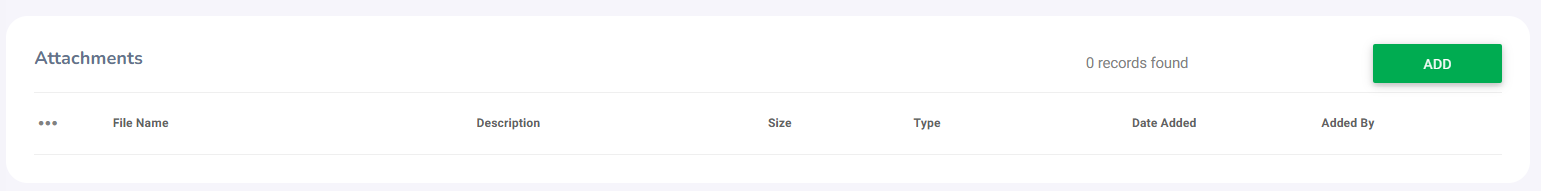 Attachments
0 records found
ADD
File Name Description Size Type Date Added Added By